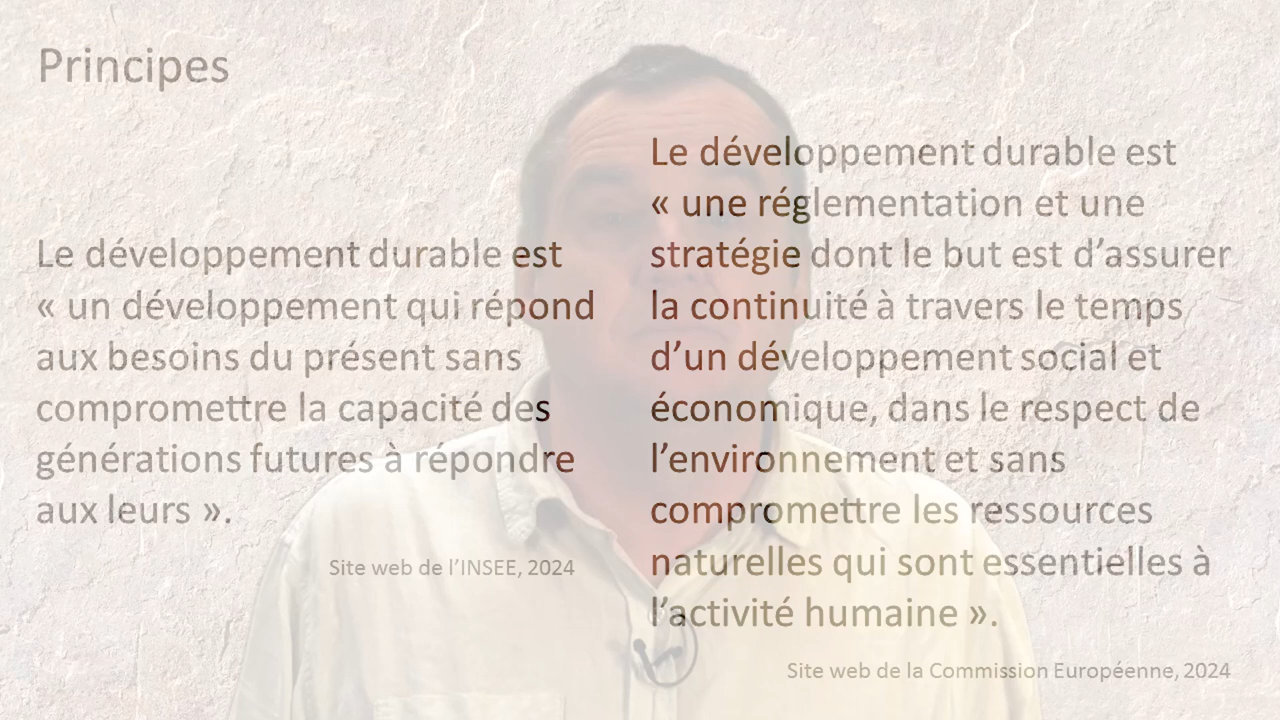 Principes
Le développement durable est
« un développement qui répond
aux besoins du présent sans
compromettre la capacité des
générations futures à répondre
aux leurs ».
Site web de l’INSEE, 2024
Le développement durable est
« une réglementation et une
stratégie dont le but est d’assurer
la continuité à travers le temps
d’un développement social et
économique, dans le respect de
l’environnement et sans
compromettre les ressources
naturelles qui sont essentielles à
l’activité humaine ».
Site web de la Commission Européenne, 2024